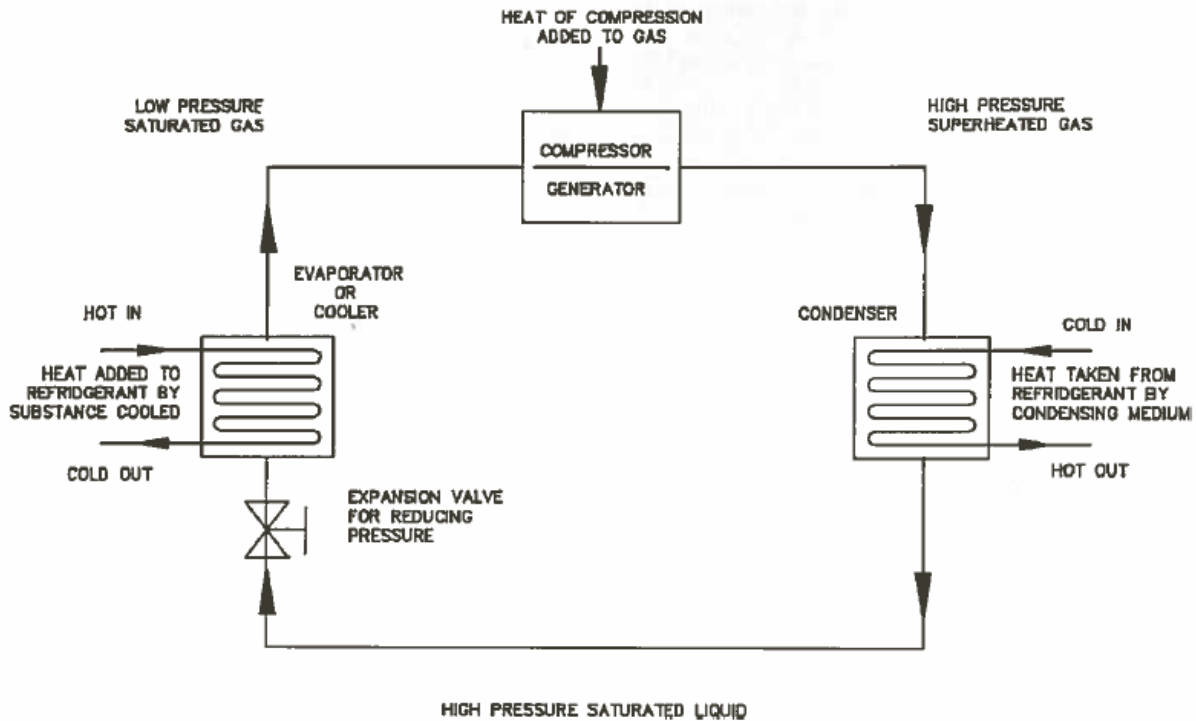 HEAT OF COMPRESSION
ADDED TO GAS
LOW PRESSURE
SATURATED GAS
HIGH PRESSURE
SUPERHEATED GAS
COMPRESSOR
GENERATOR
EVAPORATOR
OR
COOLER
HOT IN
CONDENSER
COLD IN
HEAT ADDED TO
REFRIDGERANT BY
SUBSTANCE COOLED
HEAT TAKEN FROM
REFRIDGERANT BY
CONDENSING MEDIUM
COLD OUT
HOT OUT
EXPANSION VALVE
FOR REDUCING
PRESSURE
HIGH PRESSURE SATURATED LIQUID